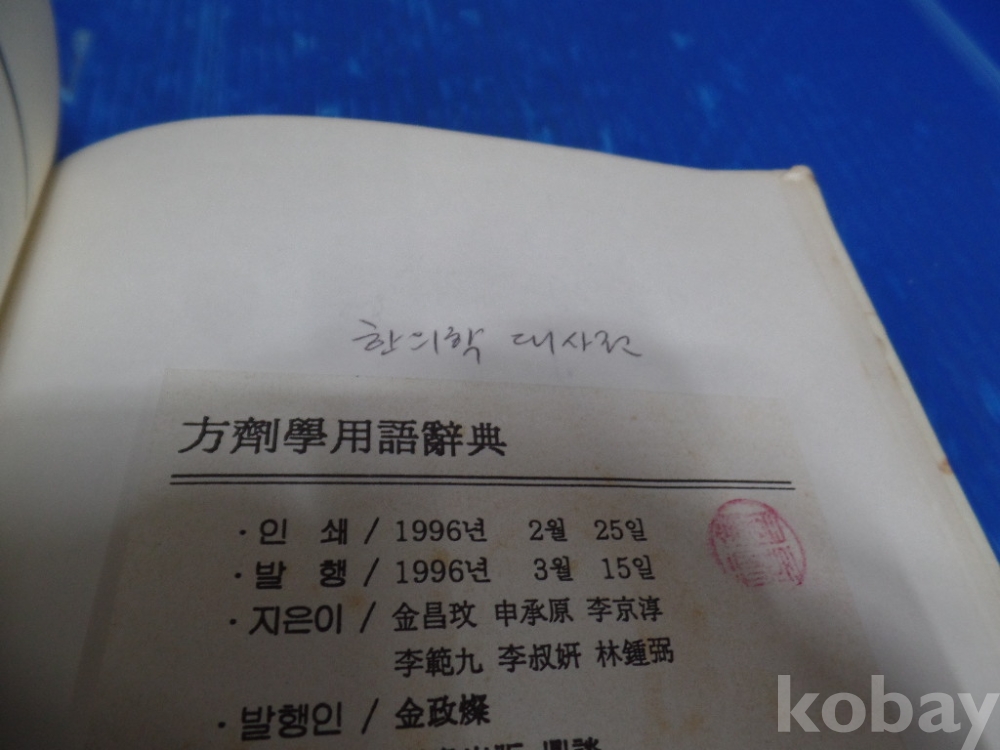 한의학 대사전
方劑學用語辭典
· 인 쇄 / 1996년 2월 25일
· 발 행 / 1996년 3월 15일
· 지은이 / 金昌玟 申承原 李京淳
李範九 李叔姸 林鍾弼
· 발행인 / 金政燦
kobay